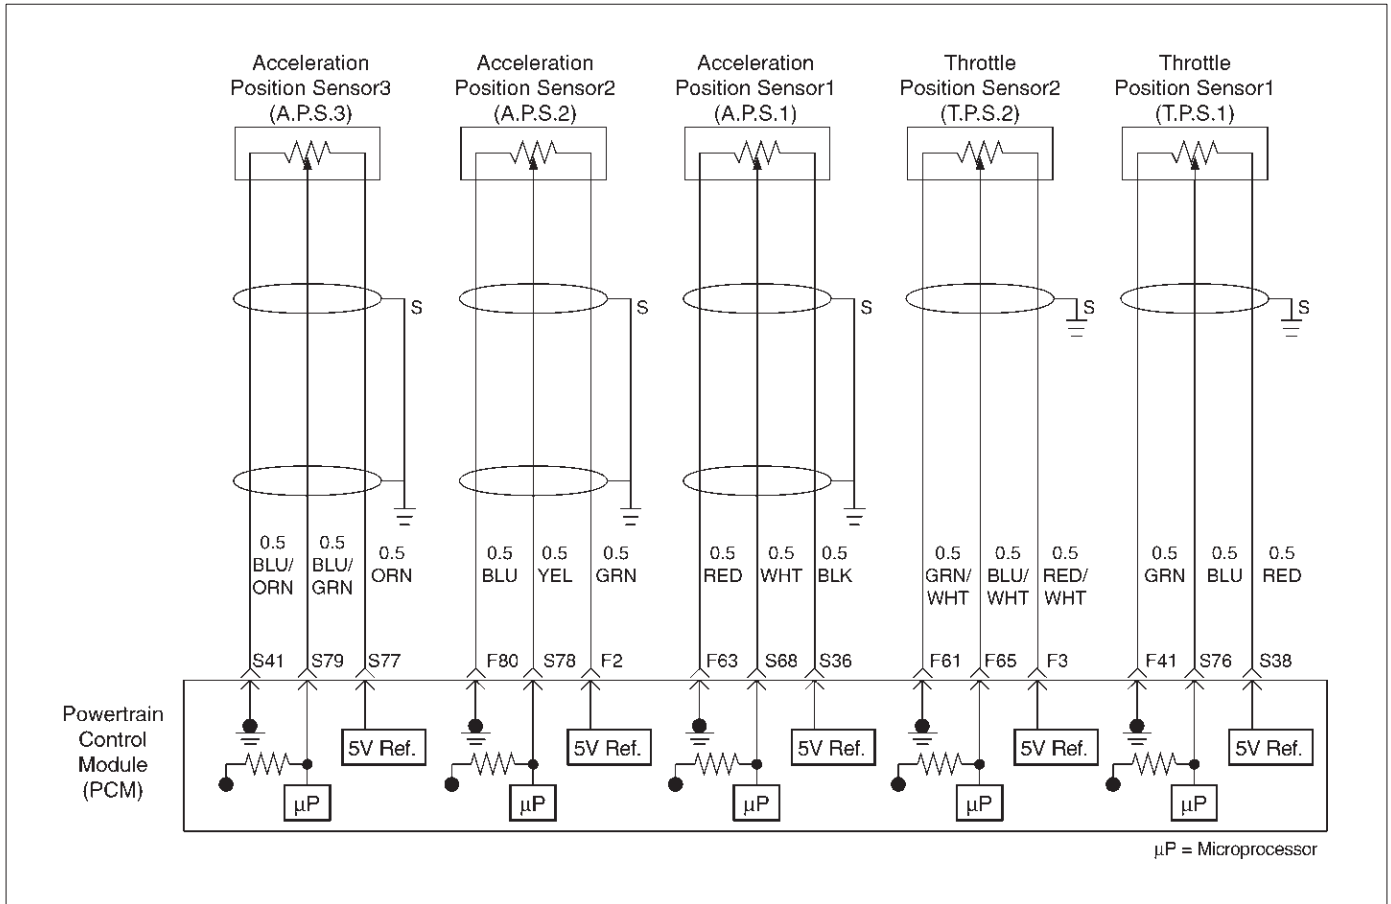 Acceleration
Position Sensor3
(A.P.S.3)
Acceleration
Position Sensor2
(A.P.S.2)
Acceleration
Position Sensor1
(A.P.S.1)
Throttle
Position Sensor2
(T.P.S.2)
Throttle
Position Sensor1
(T.P.S.1)
S
S
S
S
S
0.5
BLU/
ORN
0.5
BLU/
GRN
0.5
ORN
0.5
BLU
0.5
YEL
0.5
GRN
0.5
RED
0.5
WHT
0.5
BLK
0.5
GRN/
WHT
0.5
BLU/
WHT
0.5
RED/
WHT
0.5
GRN
0.5
BLU
0.5
RED
S41
S79
S77
F80
S78
F2
F63
S68
S36
F61
F65
F3
F41
S76
S38
Powertrain
Control
Module
(PCM)
5V Ref.
5V Ref.
5V Ref.
5V Ref.
5V Ref.
µP
µP
µP
µP
µP
µP = Microprocessor